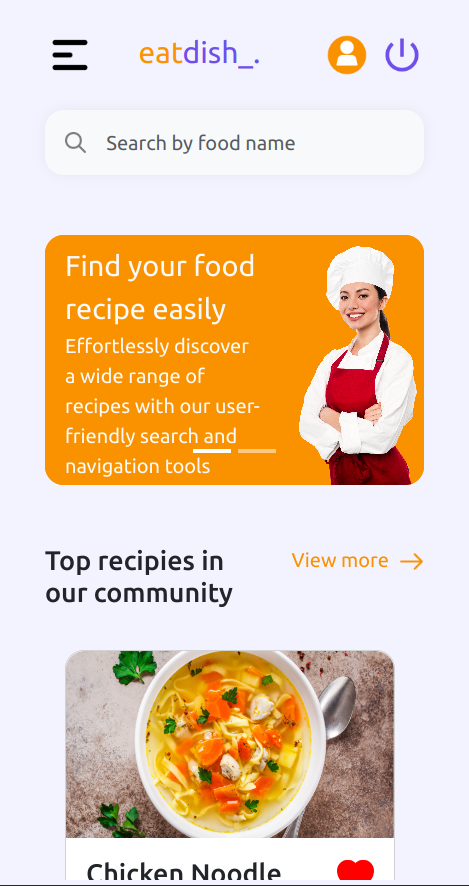 eatdish_.
Search by food name
Find your food
recipe easily
Effortlessly discover
a wide range of
recipes with our user-
friendly search and
navigation tools
Top recipies in
our community
View more
Chicken Noodle